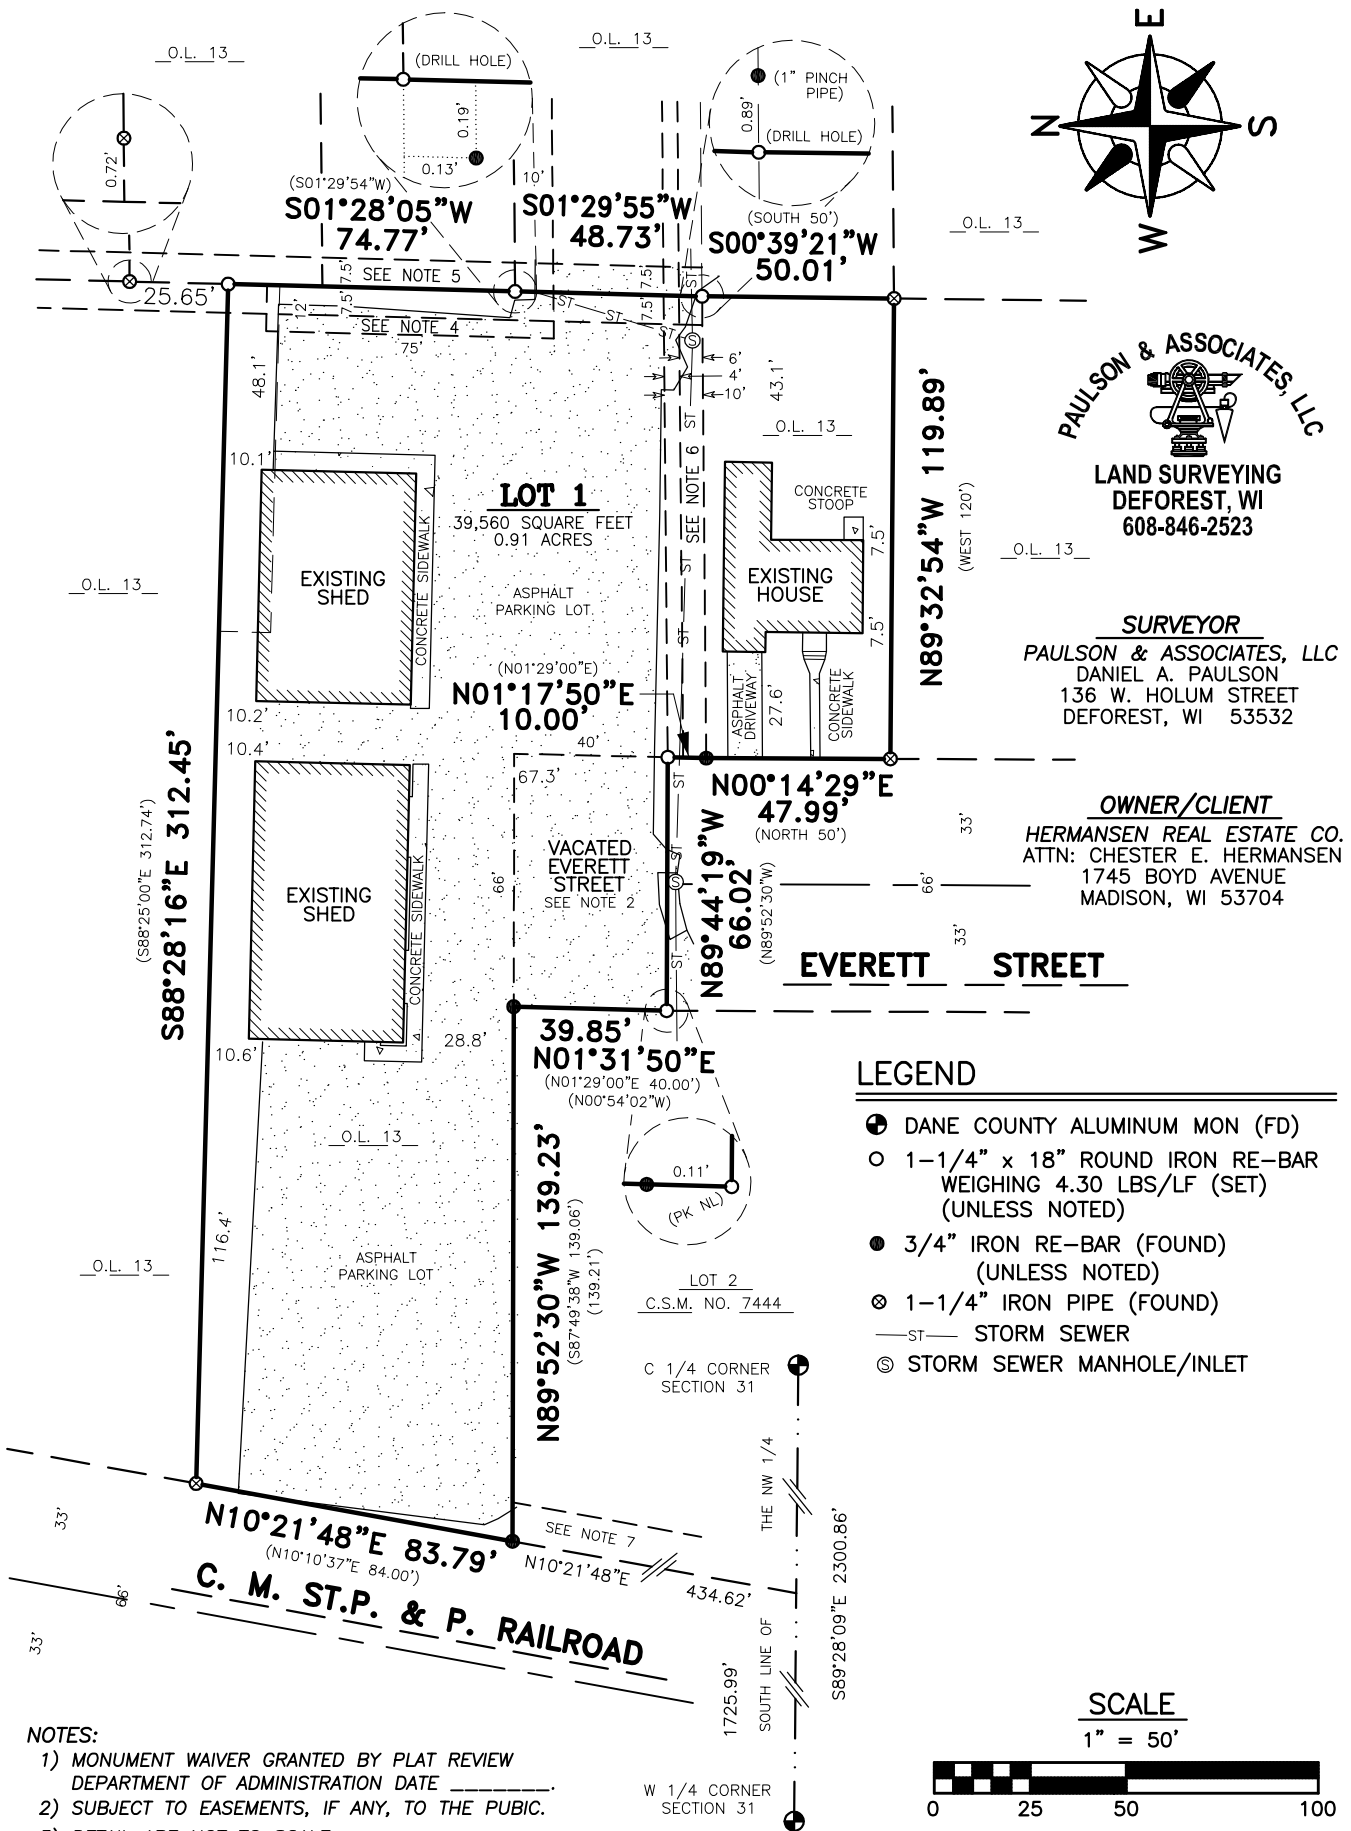 O.L. 13
O.L. 13
(DRILL HOLE)
0.19'
0.13'
(1" PINCH
PIPE)
0.89'
(DRILL HOLE)
E
N
S
W
0.72'
(S01°29'54"W)
S01°28'05"W
74.77'
10'
S01°29'55"W
48.73'
(SOUTH 50')
S00°39'21"W
50.01'
O.L. 13
25.65'
7.5'
SEE NOTE 5
7.5'
7.5'
7.5'
ST
ST
ST
ST
ST
S
12'
SEE NOTE 4
75'
6'
4'
10'
48.1'
43.1'
O.L. 13
10.1'
LOT 1
39,560 SQUARE FEET
0.91 ACRES
SEE NOTE 6
ST
ST
ST
CONCRETE
STOOP
7.5'
N89°32'54"W 119.89'
(WEST 120')
PAULSON & ASSOCIATES, LLC
LAND SURVEYING
DEFOREST, WI
608-846-2523
O.L. 13
O.L. 13
EXISTING
SHED
CONCRETE SIDEWALK
ASPHALT
PARKING LOT
EXISTING
HOUSE
7.5'
SURVEYOR
PAULSON & ASSOCIATES, LLC
DANIEL A. PAULSON
136 W. HOLUM STREET
DEFOREST, WI 53532
(N01°29'00"E)
N01°17'50"E
10.00'
ASPHALT
DRIVEWAY
27.6'
CONCRETE
SIDEWALK
10.2'
10.4'
40'
67.3'
ST
N00°14'29"E
47.99'
(NORTH 50')
33'
OWNER/CLIENT
HERMANSEN REAL ESTATE CO.
ATTN: CHESTER E. HERMANSEN
1745 BOYD AVENUE
MADISON, WI 53704
S88°28'16"E 312.45'
(S88°25'00"E 312.74')
EXISTING
SHED
CONCRETE SIDEWALK
66'
VACATED
EVERETT
STREET
SEE NOTE 2
ST
S
ST
N89°44'19"W
66.02'
(N89°52'30"W)
66'
33'
EVERETT STREET
10.6'
28.8'
39.85'
N01°31'50"E
(N01°29'00"E 40.00')
(N00°54'02"W)
O.L. 13
0.11'
(PK NL)
LEGEND
DANE COUNTY ALUMINUM MON (FD)
1-1/4" x 18" ROUND IRON RE-BAR
WEIGHING 4.30 LBS/LF (SET)
(UNLESS NOTED)
3/4" IRON RE-BAR (FOUND)
(UNLESS NOTED)
1-1/4" IRON PIPE (FOUND)
ST STORM SEWER
S STORM SEWER MANHOLE/INLET
116.4'
O.L. 13
ASPHALT
PARKING LOT
N89°52'30"W 139.23'
(S87°49'38"W 139.06')
(139.21')
LOT 2
C.S.M. NO. 7444
C 1/4 CORNER
SECTION 31
SOUTH LINE OF THE NW 1/4
S89°28'09"E 2300.86'
1725.99'
W 1/4 CORNER
SECTION 31
33'
66'
33'
N10°21'48"E 83.79'
(N10°10'37"E 84.00')
SEE NOTE 7
N10°21'48"E
434.62'
C. M. ST.P. & P. RAILROAD
NOTES:
1) MONUMENT WAIVER GRANTED BY PLAT REVIEW
DEPARTMENT OF ADMINISTRATION DATE ________.
2) SUBJECT TO EASEMENTS, IF ANY, TO THE PUBIC.
SCALE
1" = 50'
0 25 50 100